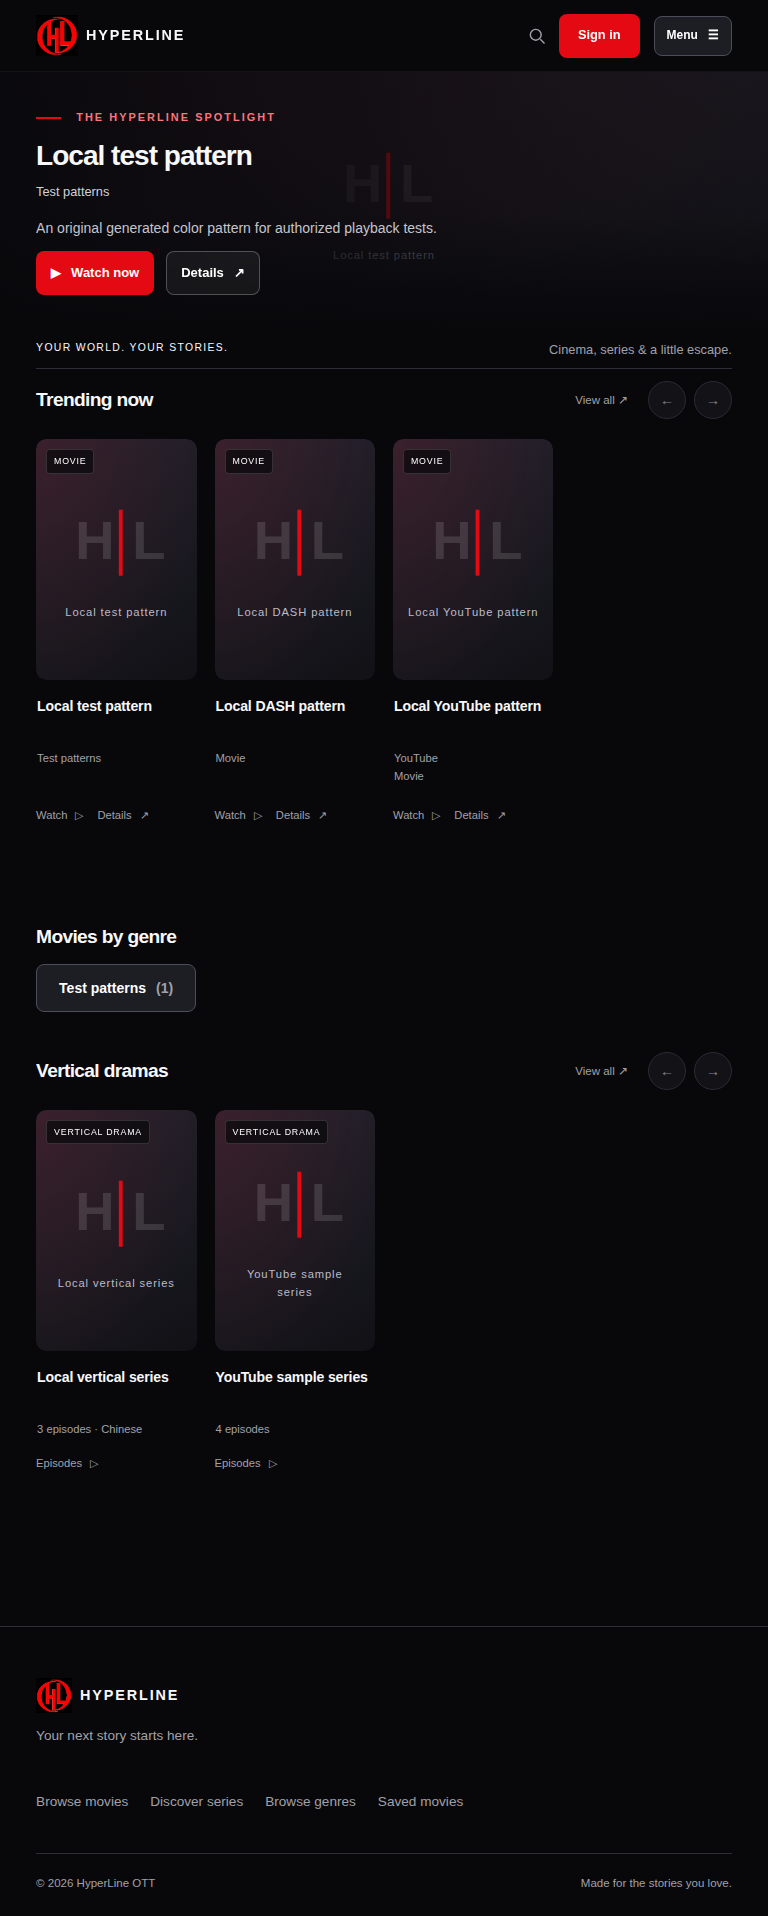 HYPERLINE
Sign in
Menu ☰
THE HYPERLINE SPOTLIGHT
Local test pattern
Test patterns
H L
An original generated color pattern for authorized playback tests.
Local test pattern
▶ Watch now
Details ↗
YOUR WORLD. YOUR STORIES.
Cinema, series & a little escape.
Trending now
View all ↗
← →
MOVIE
MOVIE
MOVIE
H L
H L
H L
Local test pattern
Local DASH pattern
Local YouTube pattern
Local test pattern
Local DASH pattern
Local YouTube pattern
Test patterns
Movie
YouTube
Movie
Watch ▷ Details ↗
Watch ▷ Details ↗
Watch ▷ Details ↗
Movies by genre
Test patterns (1)
Vertical dramas
View all ↗
← →
VERTICAL DRAMA
VERTICAL DRAMA
H L
H L
Local vertical series
YouTube sample
series
Local vertical series
YouTube sample series
3 episodes · Chinese
4 episodes
Episodes ▷
Episodes ▷
HL
HYPERLINE
Your next story starts here.
Browse movies
Discover series
Browse genres
Saved movies
© 2026 HyperLine OTT
Made for the stories you love.